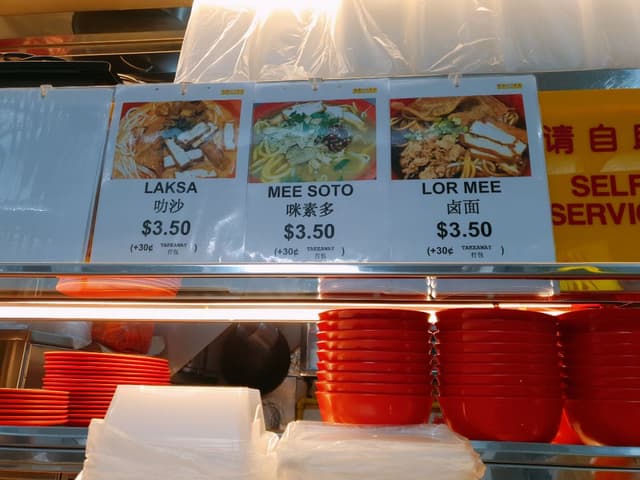 LAKSA
叻沙
$3.50
(+30¢ TAKEAWAY 打包 )
MEE SOTO
咪素多
$3.50
(+30¢ TAKEAWAY 打包 )
LOR MEE
卤面
$3.50
(+30¢ TAKEAWAY 打包 )
请自
SELF
SERVIC